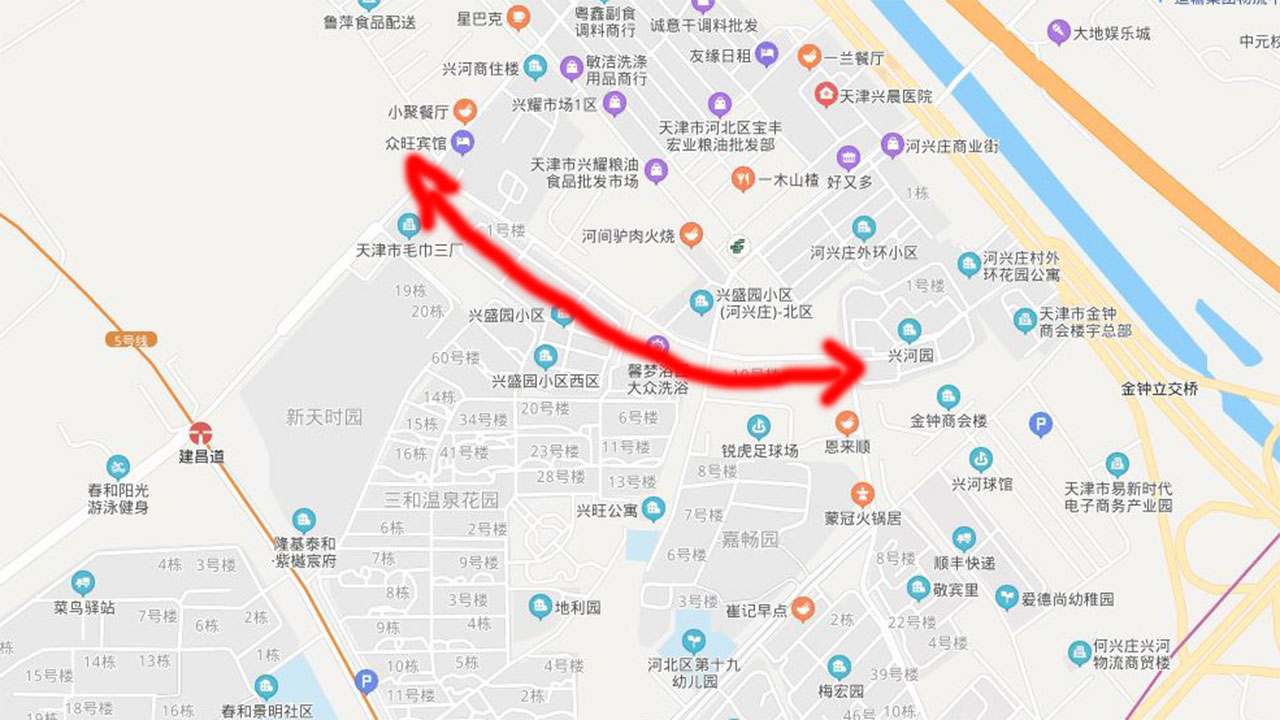 鲁萍食品配送
星巴克
粤鑫副食
调料商行
诚意干调料批发
大地娱乐城
兴河商住楼
敏洁洗涤
用品商行
友缘日租
一兰餐厅
小聚餐厅
兴耀市场1区
天津兴晨医院
众旺宾馆
天津市河北区宝丰
宏业粮油批发部
河兴庄商业街
天津市兴耀粮油
食品批发市场
一木山楂
好又多
1栋
天津市毛巾三厂
1号楼
河间驴肉火烧
河兴庄外环小区
河兴庄村外
环花园公寓
19栋
20栋
兴盛园小区
兴盛园小区
(河兴庄)-北区
1号楼
天津市金钟
商会楼宇总部
5号线
60号楼
兴盛园小区西区
馨梦浴
大众洗浴
兴河园
金钟立交桥
新天时园
14栋
15栋
34号楼
20号楼
6号楼
锐虎足球场
恩来顺
金钟商会楼
P
建昌道
16栋
41号楼
23号楼
11号楼
28号楼
13号楼
8号楼
兴河球馆
春和阳光
游泳健身
三和温泉花园
兴旺公寓
7号楼
蒙冠火锅居
天津市易新时代
电子商务产业园
隆基泰和
·紫樾宸府
6栋
2号楼
嘉畅园
6号楼
7栋
9号楼
8号楼
顺丰快递
4栋
3号楼
菜鸟驿站
8栋
3号楼
地利园
3号楼
崔记早点
敬宾里
爱德尚幼稚园
7号楼
6栋
2栋
9栋
4栋
2栋
22号楼
4号楼
栋
14栋
13栋
1栋
10栋
5栋
4号楼
河北区第十九
幼儿园
梅宏园
39号楼
何兴庄兴河
物流商贸楼
15号楼
P
11号楼
2栋
18号楼
16栋
春和景明社区
46号
10栋